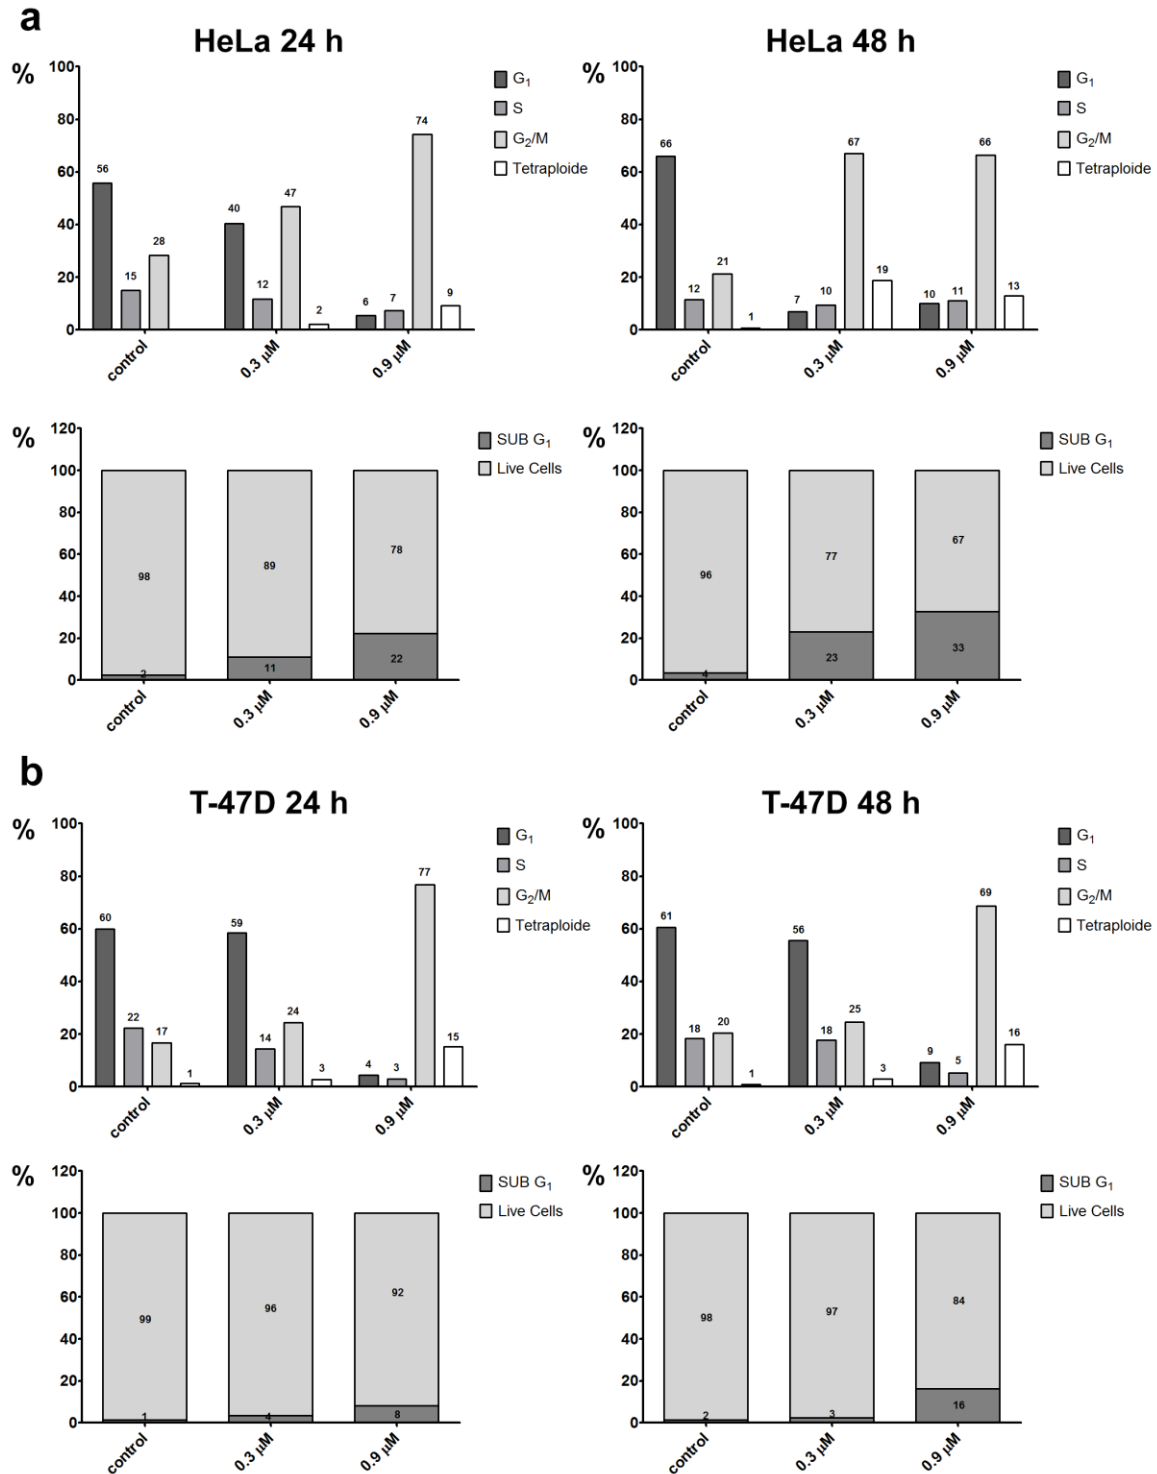 a
HeLa 24 h
%
100
80
60
40
20
0
56
15
28
40
12
47
2
6
7
74
9
control
0.3 µM
0.9 µM
G₁
S
G₂/M
Tetraploide
HeLa 48 h
%
100
80
60
40
20
0
66
12
21
1
7
10
67
19
10
11
66
13
control
0.3 µM
0.9 µM
G₁
S
G₂/M
Tetraploide
%
120
100
80
60
40
20
0
98
2
89
11
78
22
control
0.3 µM
0.9 µM
SUB G₁
Live Cells
%
120
100
80
60
40
20
0
96
4
77
23
67
33
control
0.3 µM
0.9 µM
SUB G₁
Live Cells
b
T-47D 24 h
%
100
80
60
40
20
0
60
22
17
1
59
14
24
3
4
3
77
15
control
0.3 µM
0.9 µM
G₁
S
G₂/M
Tetraploide
T-47D 48 h
%
100
80
60
40
20
0
61
18
20
1
56
18
25
3
9
5
69
16
control
0.3 µM
0.9 µM
G₁
S
G₂/M
Tetraploide
%
120
100
80
60
40
20
0
99
1
96
4
92
8
control
0.3 µM
0.9 µM
SUB G₁
Live Cells
%
120
100
80
60
40
20
0
98
2
97
3
84
16
control
0.3 µM
0.9 µM
SUB G₁
Live Cells